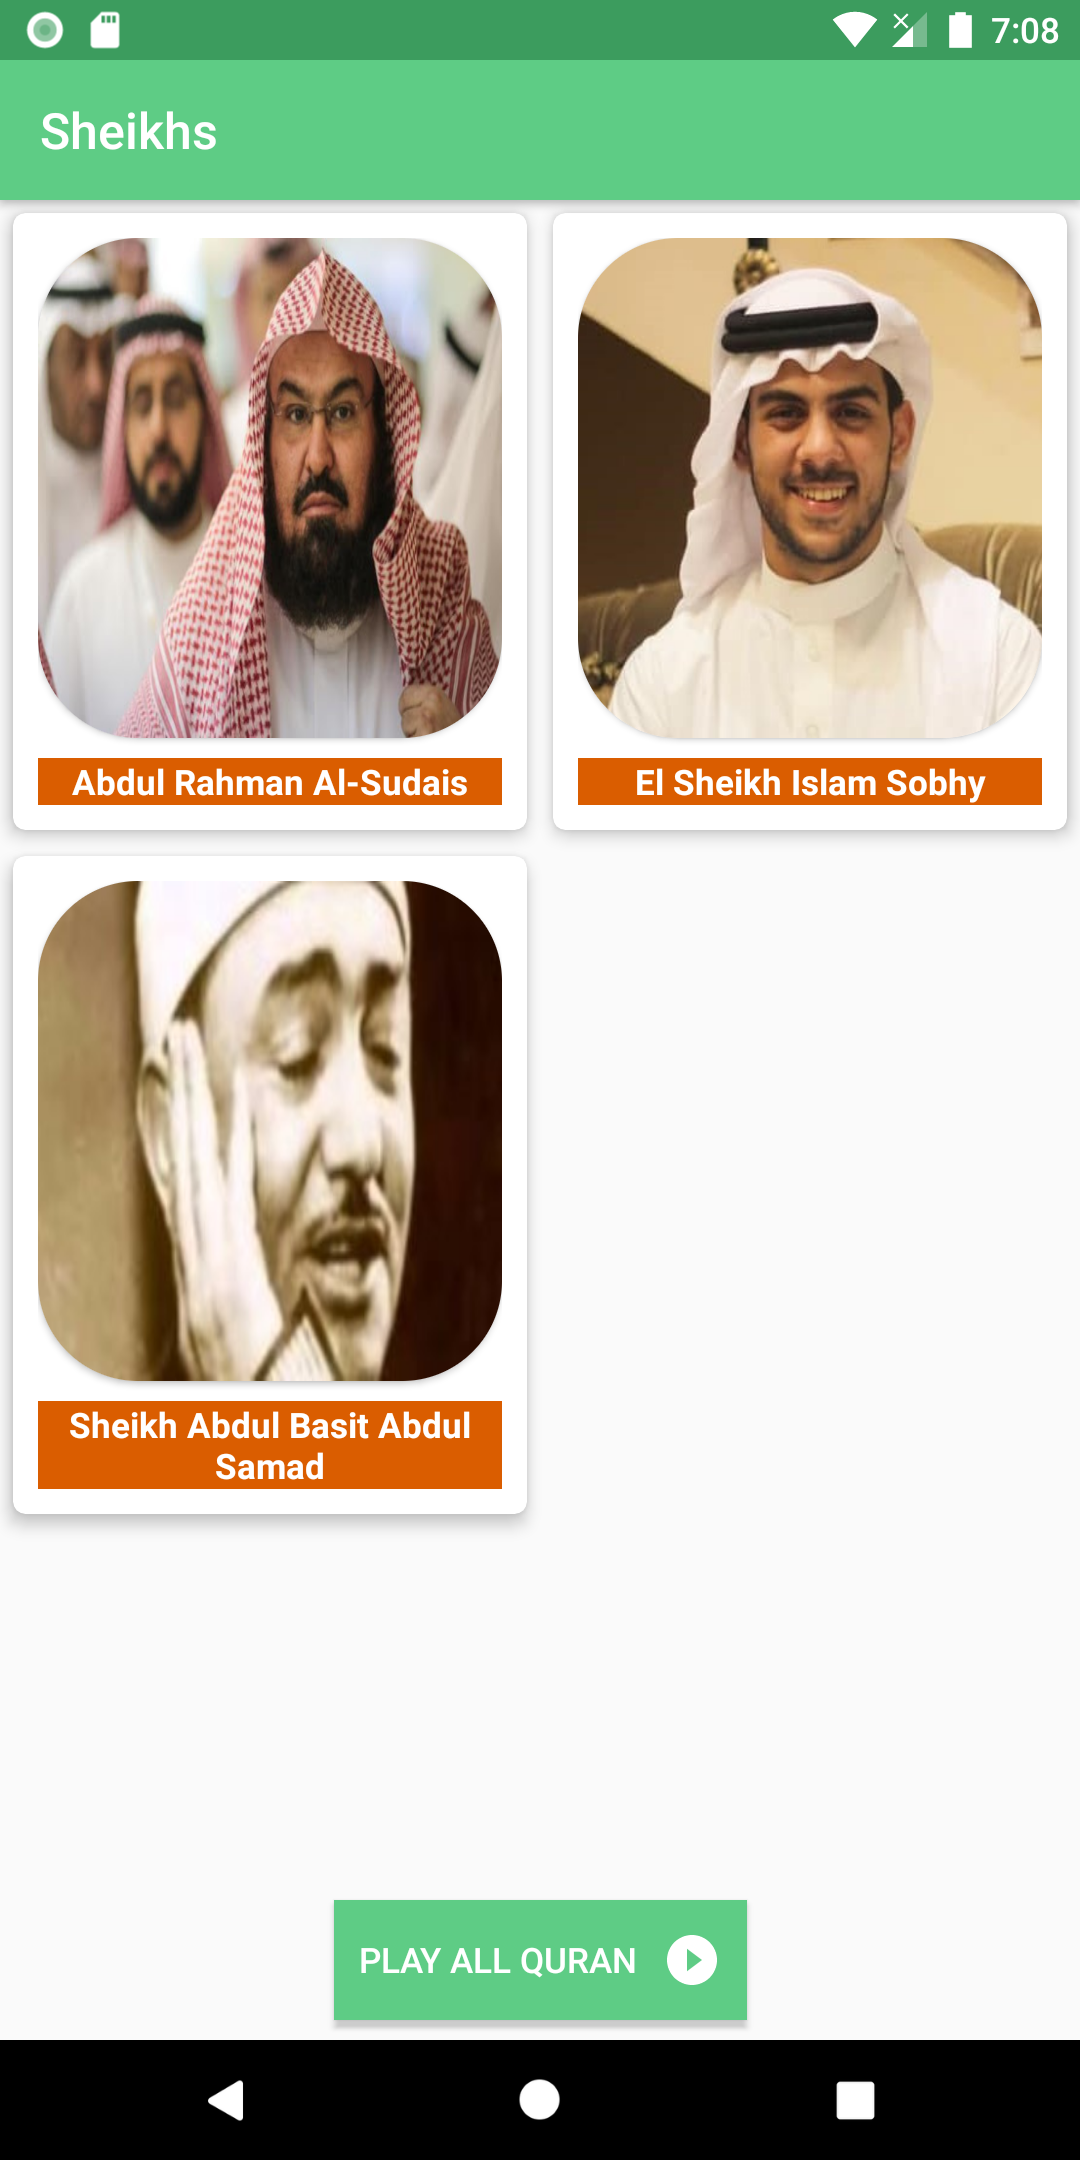 7:08
Sheikhs
Abdul Rahman Al-Sudais
El Sheikh Islam Sobhy
Sheikh Abdul Basit Abdul
Samad
PLAY ALL QURAN